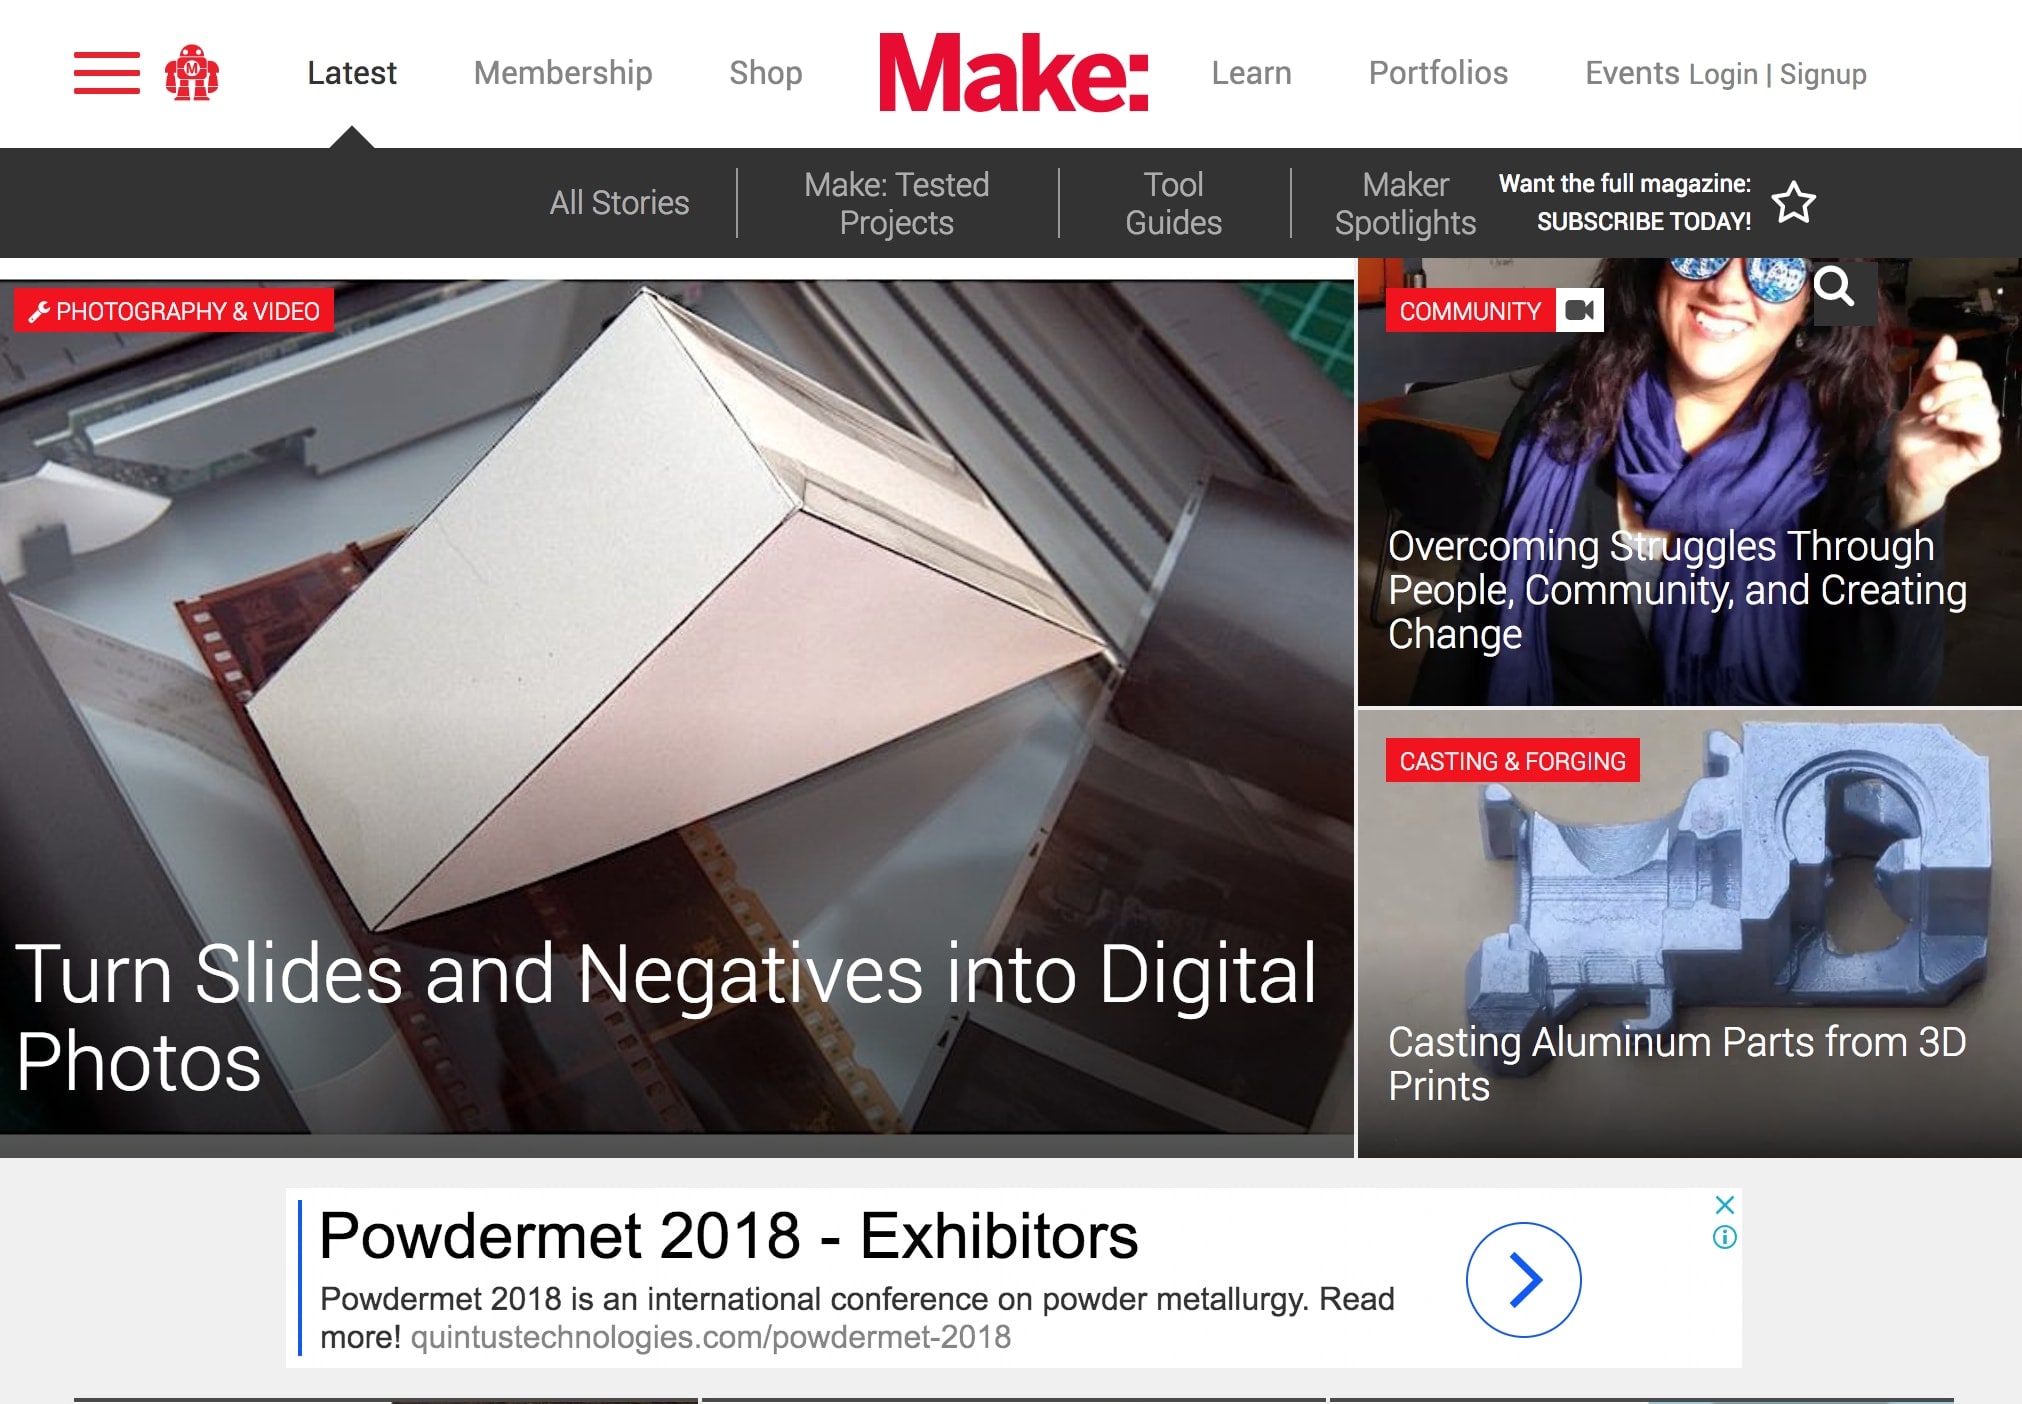 Latest
Membership
Shop
Make:
Learn
Portfolios
Events
Login | Signup
All Stories
Make: Tested
Projects
Tool
Guides
Maker
Spotlights
Want the full magazine:
SUBSCRIBE TODAY!
PHOTOGRAPHY & VIDEO
Turn Slides and Negatives into Digital
Photos
COMMUNITY
Overcoming Struggles Through
People, Community, and Creating
Change
CASTING & FORGING
Casting Aluminum Parts from 3D
Prints
Powdermet 2018 - Exhibitors
Powdermet 2018 is an international conference on powder metallurgy. Read
more! quintustechnologies.com/powdermet-2018